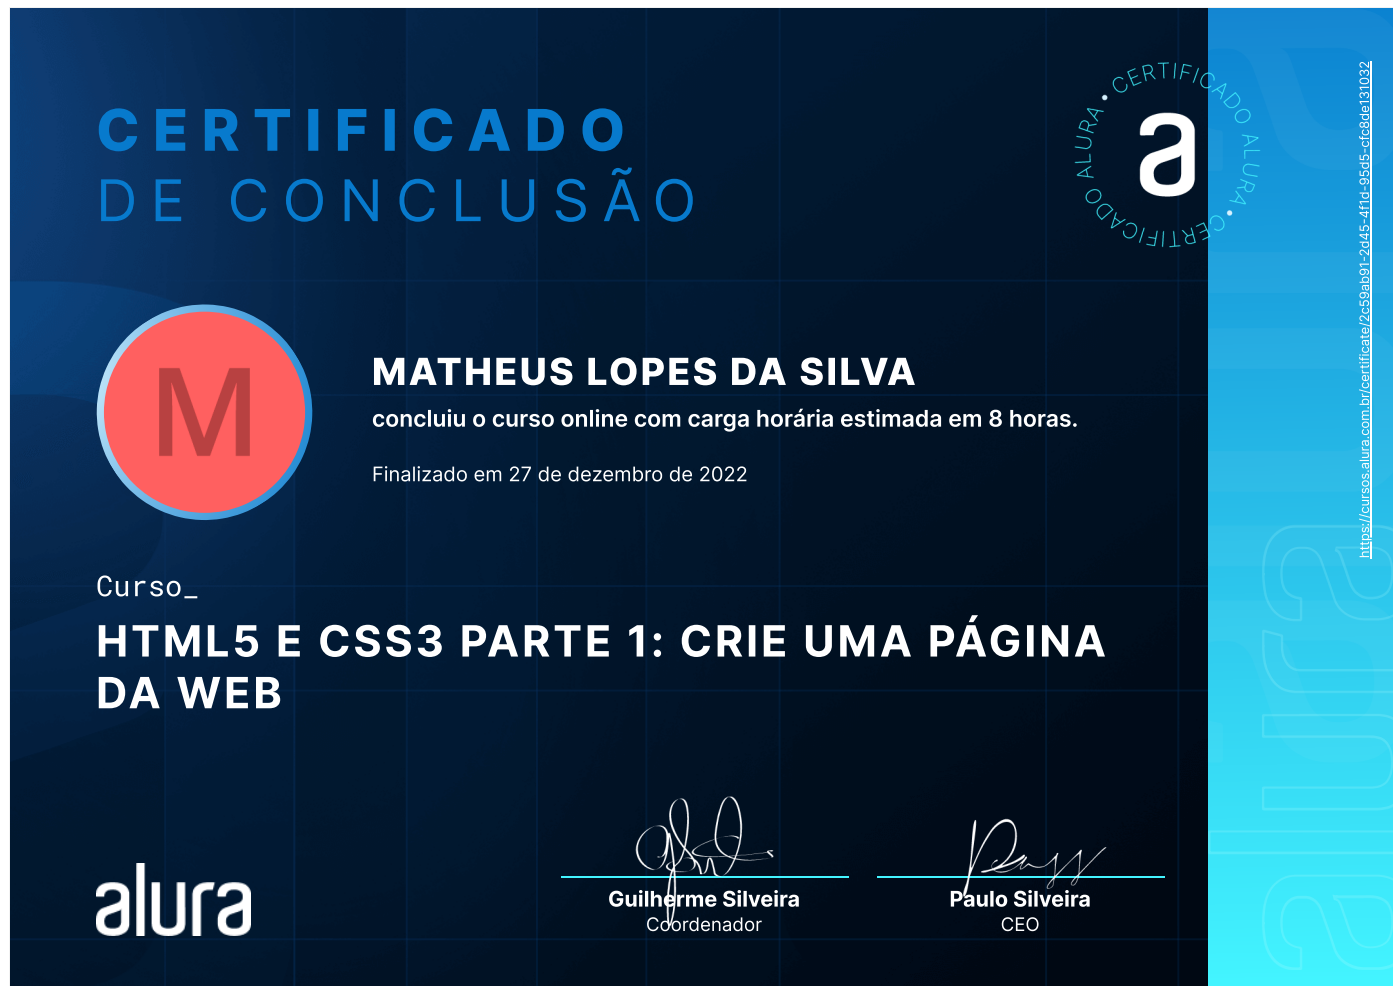 CERTIFICADO
DE CONCLUSÃO
CERTIFICADO ALURA • CERTIFICADO ALURA •
a
M
MATHEUS LOPES DA SILVA
concluiu o curso online com carga horária estimada em 8 horas.
Finalizado em 27 de dezembro de 2022
Curso_
HTML5 E CSS3 PARTE 1: CRIE UMA PÁGINA
DA WEB
alura
Guilherme Silveira
Coordenador
Paulo Silveira
CEO
https://cursos.alura.com.br/certificate/2c59ab91-2d45-4f1d-95d5-cfc8de131032
alura